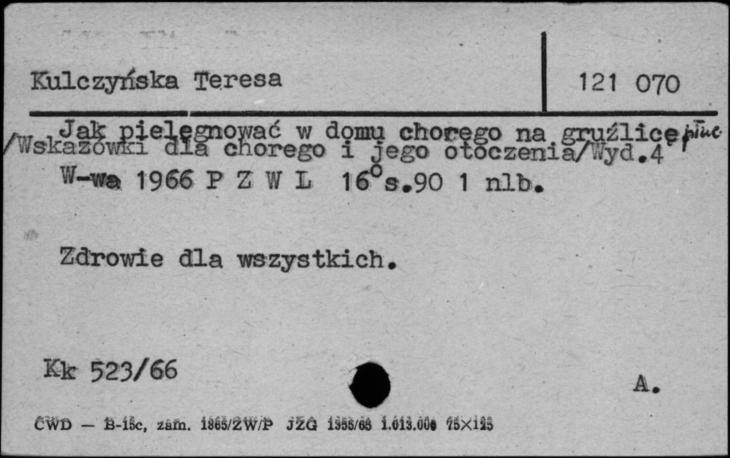 Kulczyńska Teresa
121 070
Jak pielęgnować w domu chorego na gruźlicę płuc
/Wskazówki dla chorego i jego otoczenia/Wyd.4
W-wa 1966 P Z W L 16° s.90 1 nlb.
Zdrowie dla wszystkich.
Kk 523/66
A.
CWD — B-15c, zam. 1865/ZW/P JZG 1358/68 1.013.000 75×125